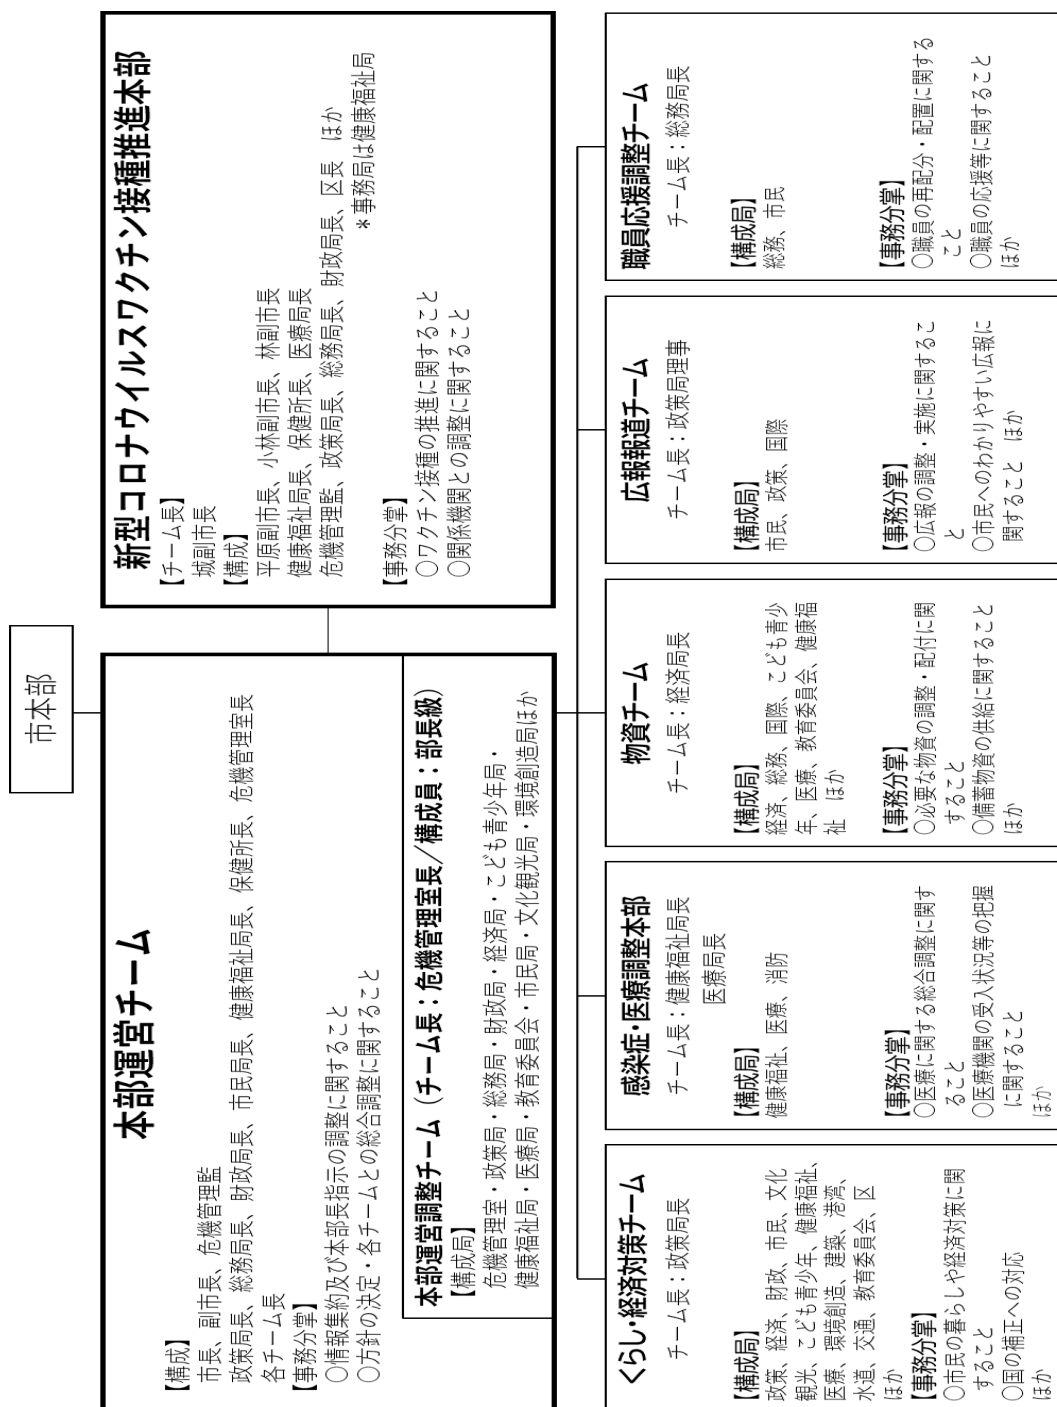 市本部
本部運営チーム
【構成】
市長、副市長、危機管理監
政策局長、総務局長、財政局長、市民局長、健康福祉局長、保健所長、危機管理室長
各チーム長
【事務分掌】
○情報集約及び本部長指示の調整に関すること
○方針の決定・各チームとの総合調整に関すること
本部運営調整チーム（チーム長：危機管理室長／構成員：部長級）
【構成局】
危機管理室・政策局・総務局・財政局・経済局・こども青少年局・
健康福祉局・医療局・教育委員会・市民局・文化観光局・環境創造局ほか
新型コロナウイルスワクチン接種推進本部
【チーム長】
城副市長
【構成】
平原副市長、小林副市長、林副市長
健康福祉局長、保健所長、医療局長
危機管理監、政策局長、総務局長、財政局長、区長　ほか
＊事務局は健康福祉局
【事務分掌】
○ワクチン接種の推進に関すること
○関係機関との調整に関すること
くらし・経済対策チーム
チーム長：政策局長
【構成局】
政策、経済、財政、市民、文化
観光、こども青少年、健康福祉、
医療、環境創造、建築、港湾、
水道、交通、教育委員会、区
ほか
【事務分掌】
○市民の暮らしや経済対策に関
すること
○国の補正への対応
ほか
感染症・医療調整本部
チーム長：健康福祉局長
医療局長
【構成局】
健康福祉、医療、消防
【事務分掌】
○医療に関する総合調整に関す
ること
○医療機関の受入状況等の把握
に関すること
ほか
物資チーム
チーム長：経済局長
【構成局】
経済、総務、国際、こども青少
年、医療、教育委員会、健康福
祉　ほか
【事務分掌】
○必要な物資の調整・配付に関
すること
○備蓄物資の供給に関すること
ほか
広報報道チーム
チーム長：政策局理事
【構成局】
市民、政策、国際
【事務分掌】
○広報の調整・実施に関するこ
と
○市民へのわかりやすい広報に
関すること　ほか
職員応援調整チーム
チーム長：総務局長
【構成局】
総務、市民
【事務分掌】
○職員の再配分・配置に関する
こと
○職員の応援等に関すること
ほか